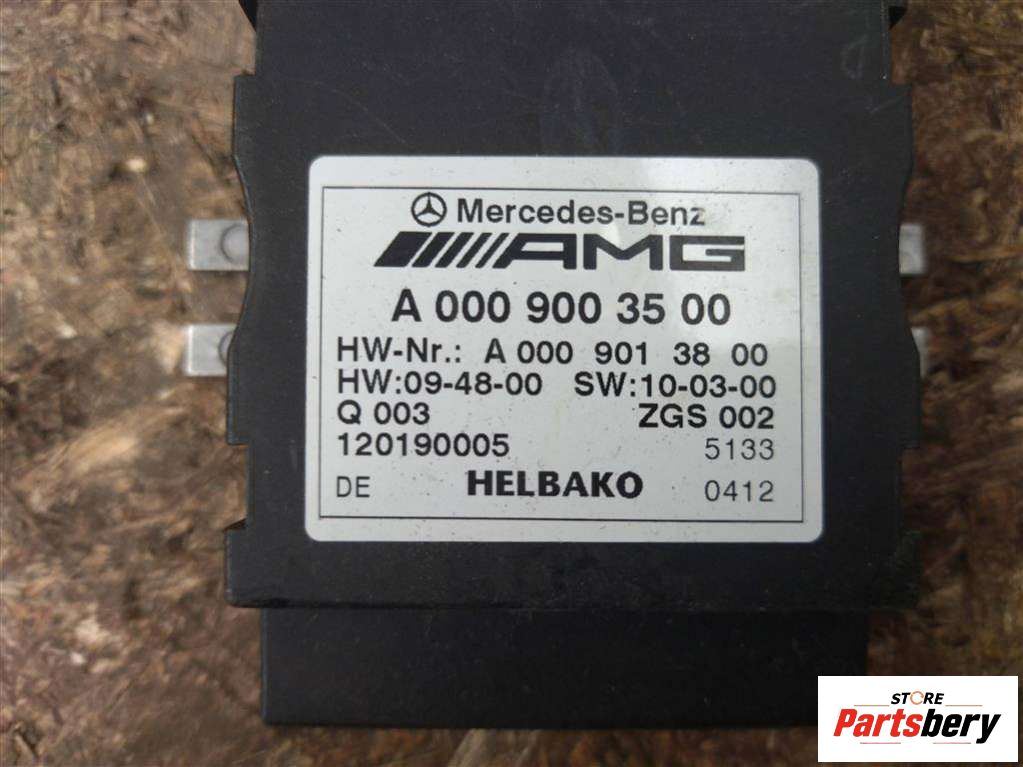 Mercedes-Benz
AMG
A 000 900 35 00
HW-Nr.: A 000 901 38 00
HW:09-48-00 SW:10-03-00
Q 003 ZGS 002
120190005 5133
DE HELBAKO 0412
STORE
Partsbery